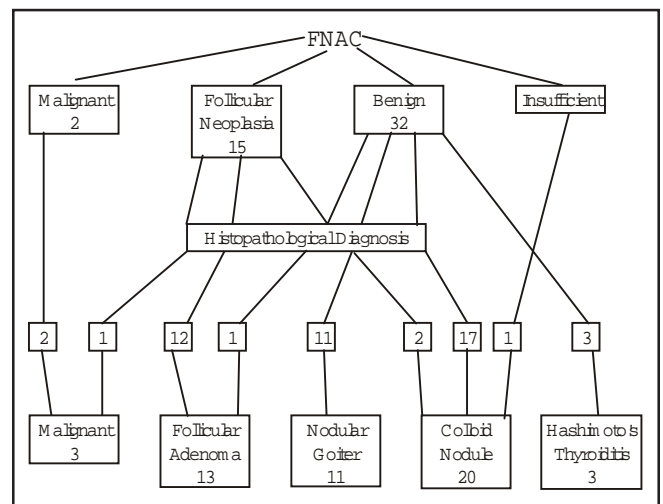 FNAC
Malignant
2
Follicular
Neoplasia
15
Benign
32
Insufficient
Histopathological Diagnosis
2
1
12
1
11
2
17
1
3
Malignant
3
Follicular
Adenoma
13
Nodular
Goiter
11
Colloid
Nodule
20
Hashimoto's
Thyroiditis
3